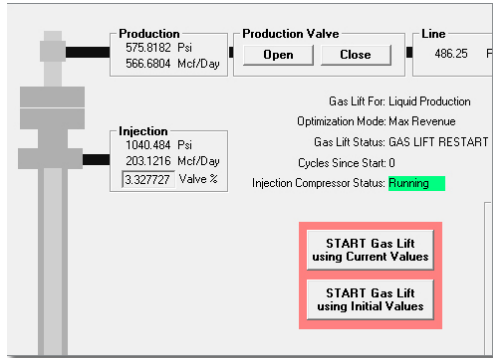 Production
575.8182 Psi
566.6804 Mcf/Day
Production Valve
Open Close
Line
486.25 F
Gas Lift For: Liquid Production
Optimization Mode: Max Revenue
Gas Lift Status: GAS LIFT RESTART
Cycles Since Start: 0
Injection Compressor Status: Running
Injection
1040.484 Psi
203.1216 Mcf/Day
3.327727 Valve %
START Gas Lift
using Current Values
START Gas Lift
using Initial Values